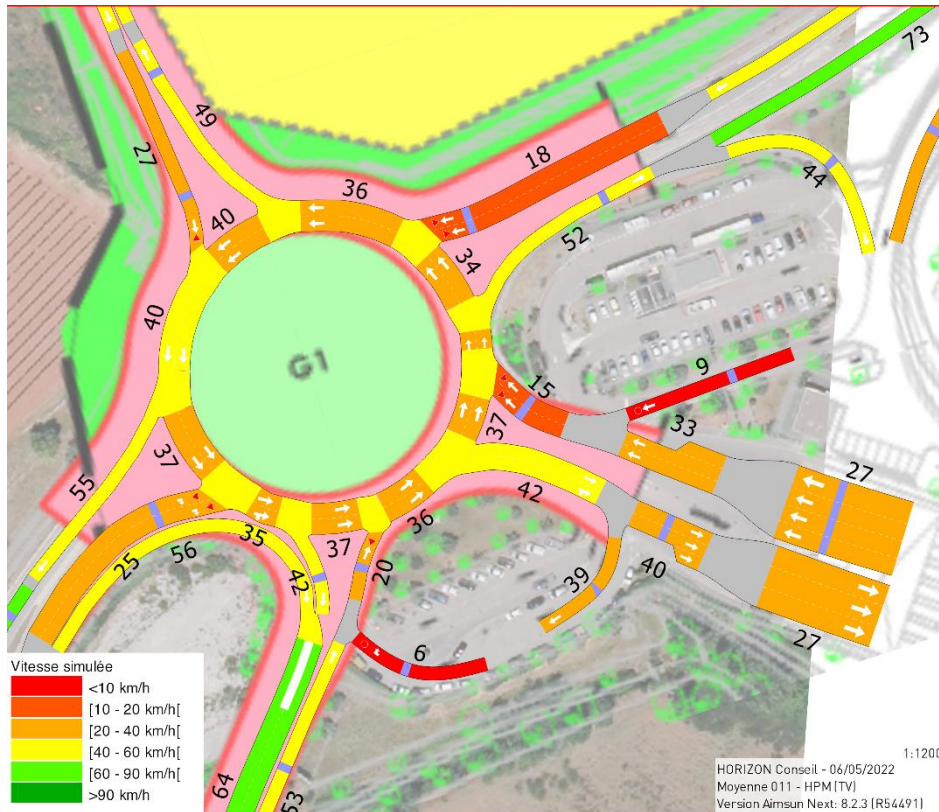 73
49
27
18
36
40
44
52
34
40
G1
9
15
33
37
27
37
42
55
36
35
56
37
25
20
42
39
40
27
6
64
53
Vitesse simulée
<10 km/h
[10 - 20 km/h[
[20 - 40 km/h[
[40 - 60 km/h[
[60 - 90 km/h[
>90 km/h
1:1200
HORIZON Conseil - 06/05/2022
Moyenne 011 - HPM (TV)
Version Aimsun Next: 8.2.3 (R54491)